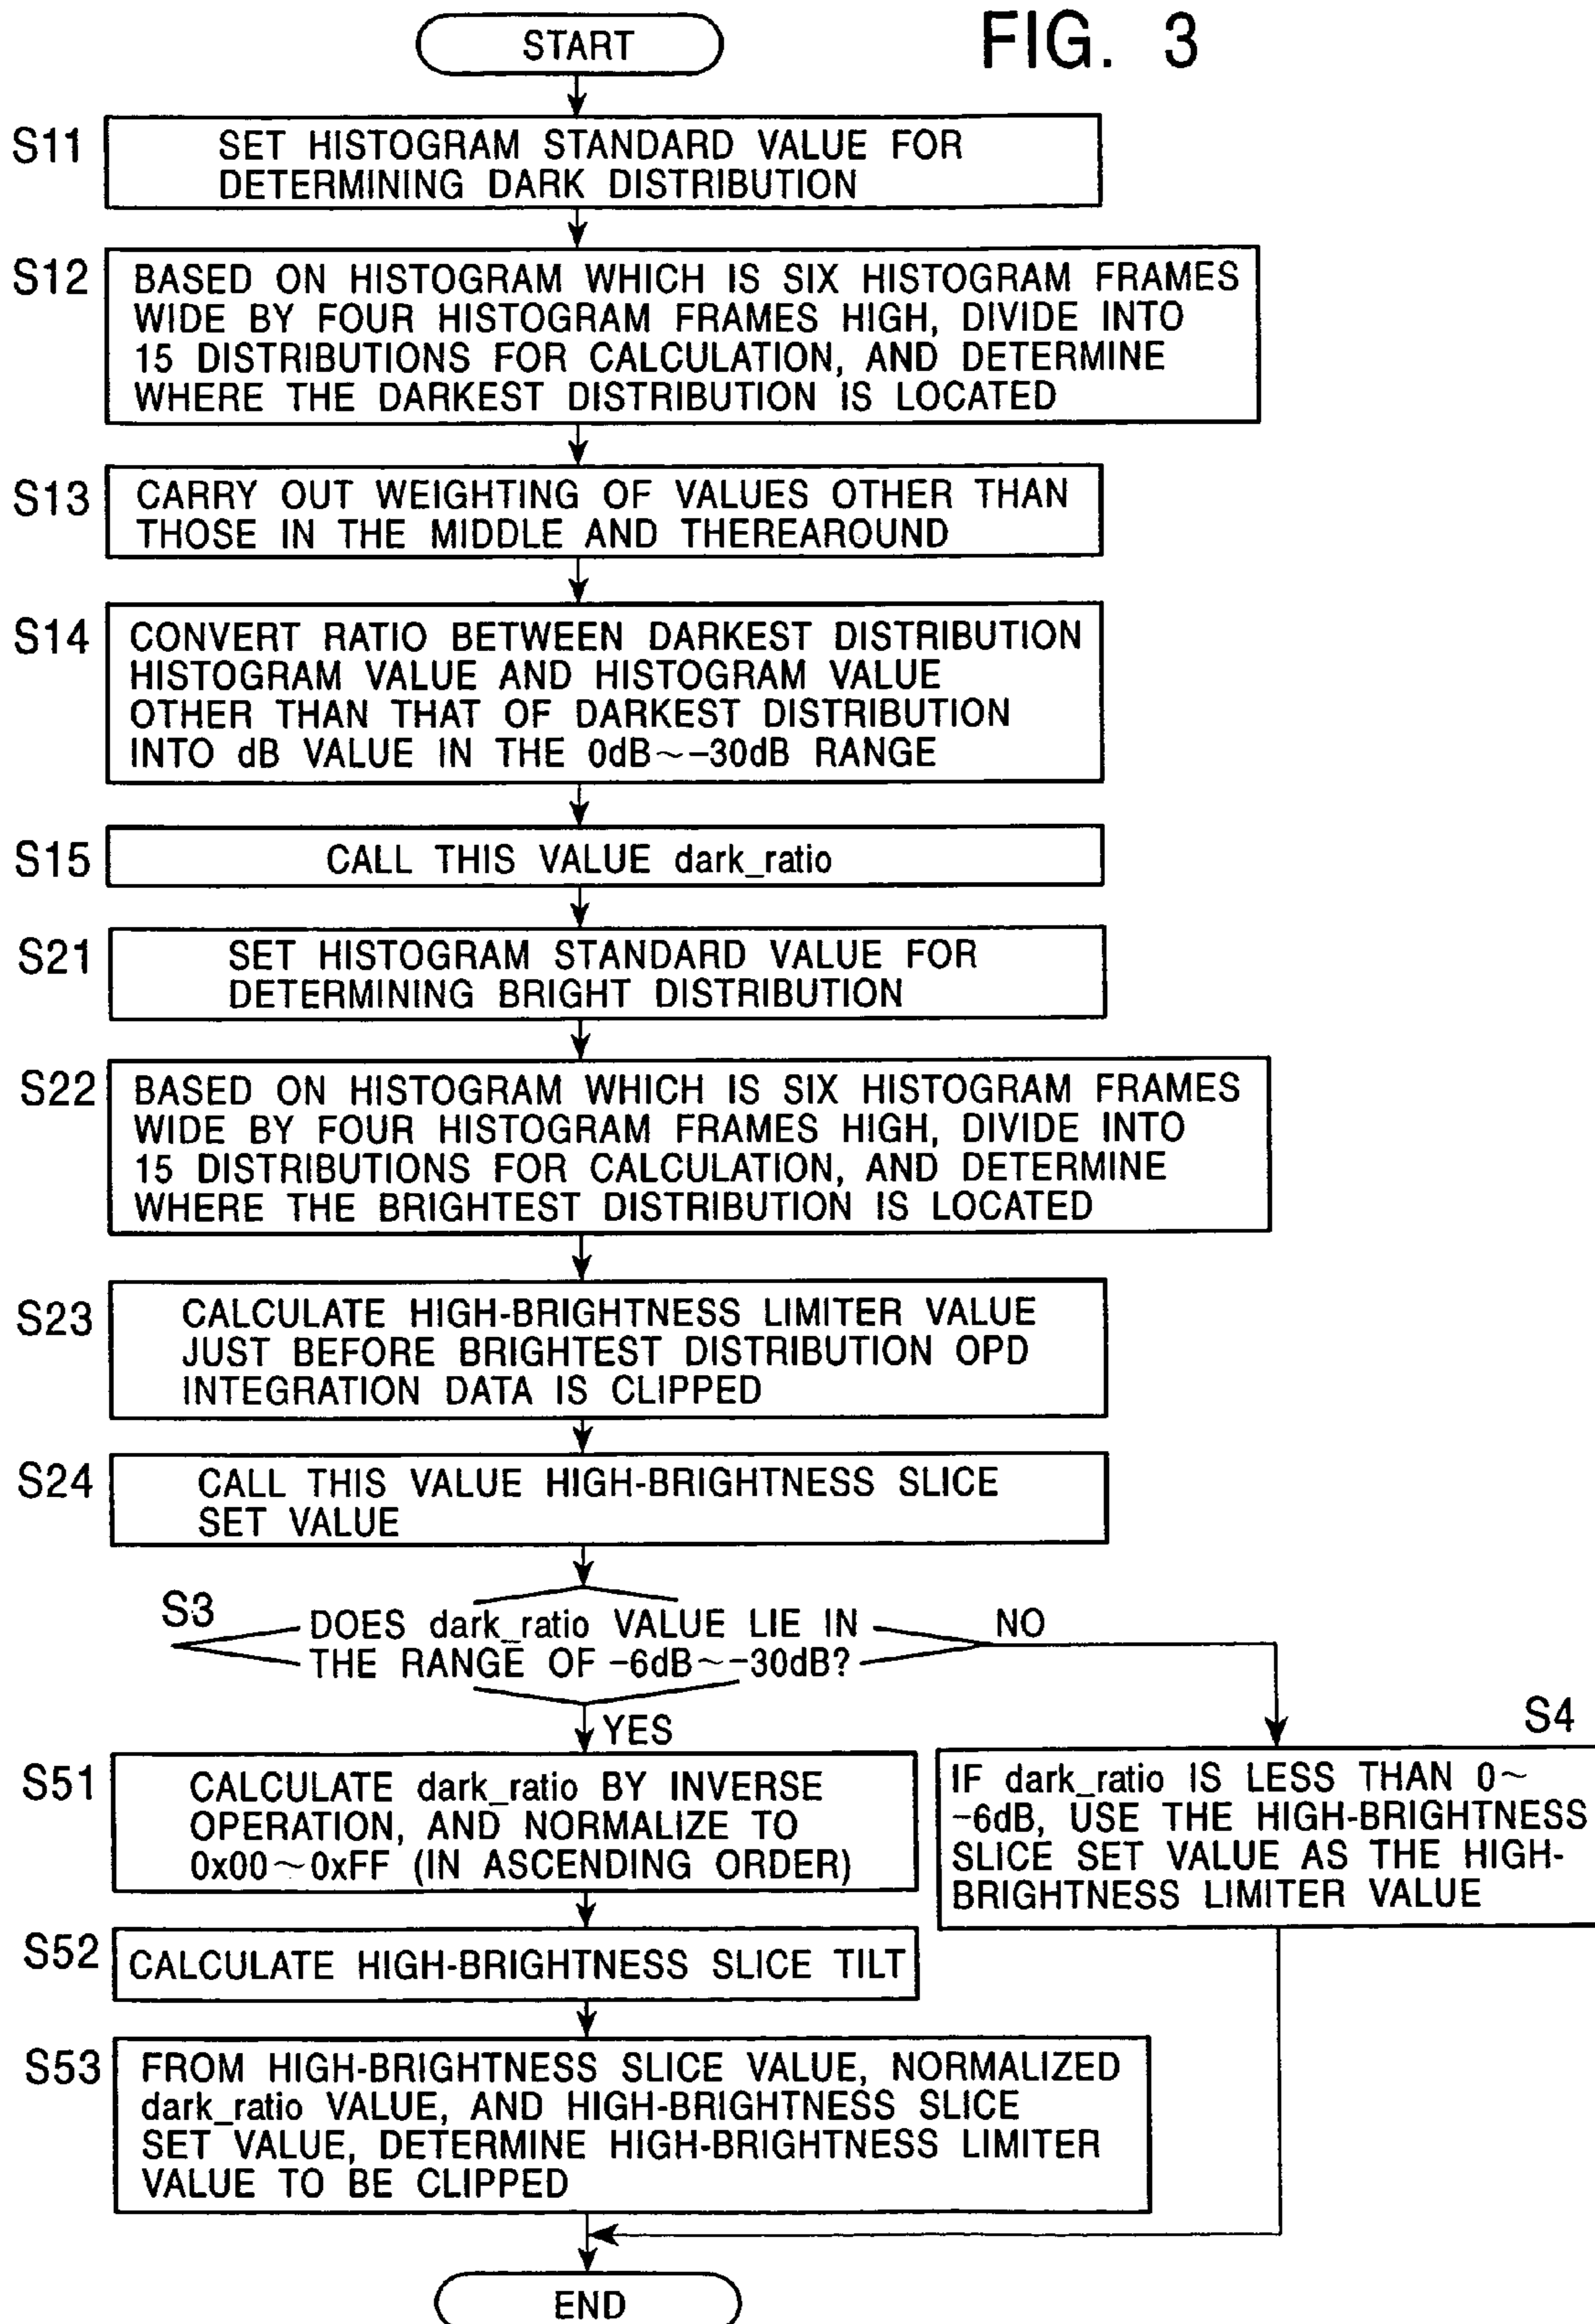 FIG. 3
START
S11
SET HISTOGRAM STANDARD VALUE FOR
DETERMINING DARK DISTRIBUTION
S12
BASED ON HISTOGRAM WHICH IS SIX HISTOGRAM FRAMES
WIDE BY FOUR HISTOGRAM FRAMES HIGH, DIVIDE INTO
15 DISTRIBUTIONS FOR CALCULATION, AND DETERMINE
WHERE THE DARKEST DISTRIBUTION IS LOCATED
S13
CARRY OUT WEIGHTING OF VALUES OTHER THAN
THOSE IN THE MIDDLE AND THEREAROUND
S14
CONVERT RATIO BETWEEN DARKEST DISTRIBUTION
HISTOGRAM VALUE AND HISTOGRAM VALUE
OTHER THAN THAT OF DARKEST DISTRIBUTION
INTO dB VALUE IN THE 0dB~-30dB RANGE
S15
CALL THIS VALUE dark_ratio
S21
SET HISTOGRAM STANDARD VALUE FOR
DETERMINING BRIGHT DISTRIBUTION
S22
BASED ON HISTOGRAM WHICH IS SIX HISTOGRAM FRAMES
WIDE BY FOUR HISTOGRAM FRAMES HIGH, DIVIDE INTO
15 DISTRIBUTIONS FOR CALCULATION, AND DETERMINE
WHERE THE BRIGHTEST DISTRIBUTION IS LOCATED
S23
CALCULATE HIGH-BRIGHTNESS LIMITER VALUE
JUST BEFORE BRIGHTEST DISTRIBUTION OPD
INTEGRATION DATA IS CLIPPED
S24
CALL THIS VALUE HIGH-BRIGHTNESS SLICE
SET VALUE
S3
DOES dark_ratio VALUE LIE IN
THE RANGE OF -6dB~-30dB?
NO
YES
S4
IF dark_ratio IS LESS THAN 0~
-6dB, USE THE HIGH-BRIGHTNESS
SLICE SET VALUE AS THE HIGH-
BRIGHTNESS LIMITER VALUE
S51
CALCULATE dark_ratio BY INVERSE
OPERATION, AND NORMALIZE TO
0x00~0xFF (IN ASCENDING ORDER)
S52
CALCULATE HIGH-BRIGHTNESS SLICE TILT
S53
FROM HIGH-BRIGHTNESS SLICE VALUE, NORMALIZED
dark_ratio VALUE, AND HIGH-BRIGHTNESS SLICE
SET VALUE, DETERMINE HIGH-BRIGHTNESS LIMITER
VALUE TO BE CLIPPED
END